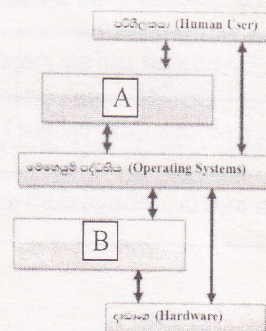 පරිශීලකයා (Human User)
A
මෙහෙයුම් පද්ධතිය (Operating Systems)
B
දෘඩාංග (Hardware)